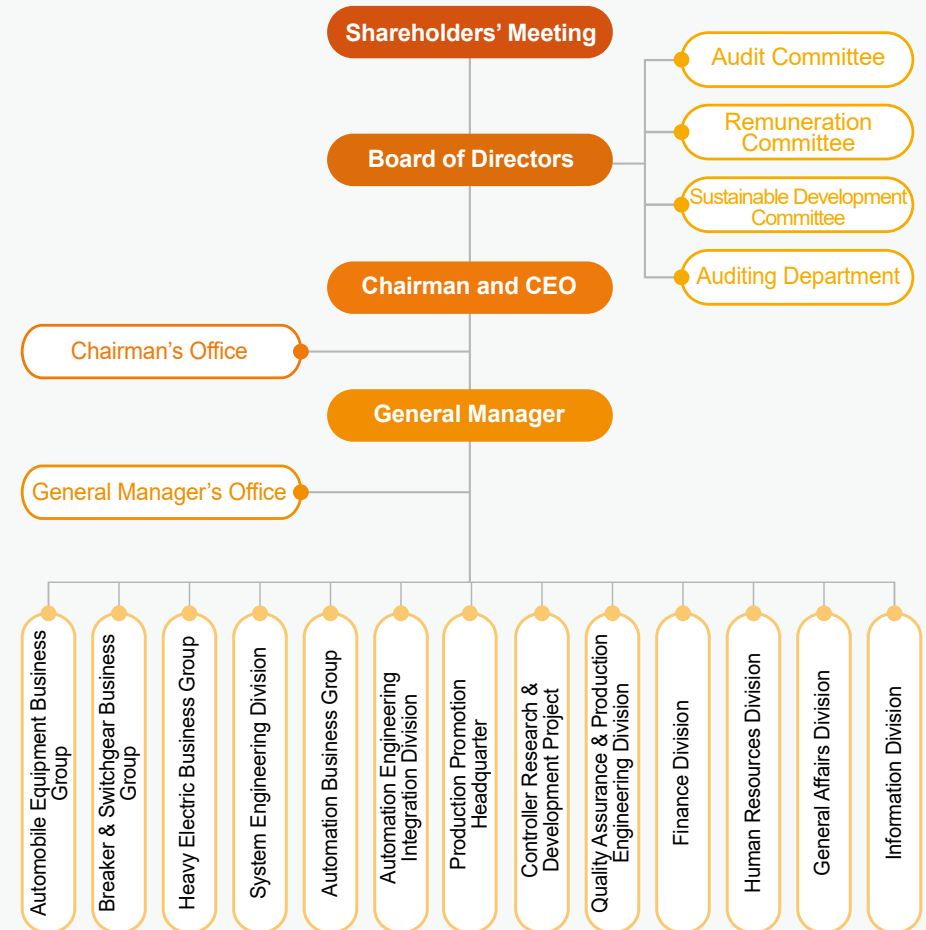 Shareholders’ Meeting
Audit Committee
Remuneration
Committee
Board of Directors
Sustainable Development
Committee
Auditing Department
Chairman and CEO
Chairman’s Office
General Manager
General Manager’s Office
Automobile Equipment Business
Group
Breaker & Switchgear Business
Group
Heavy Electric Business Group
System Engineering Division
Automation Business Group
Automation Engineering
Integration Division
Production Promotion
Headquarter
Controller Research &
Development Project
Quality Assurance & Production
Engineering Division
Finance Division
Human Resources Division
General Affairs Division
Information Division